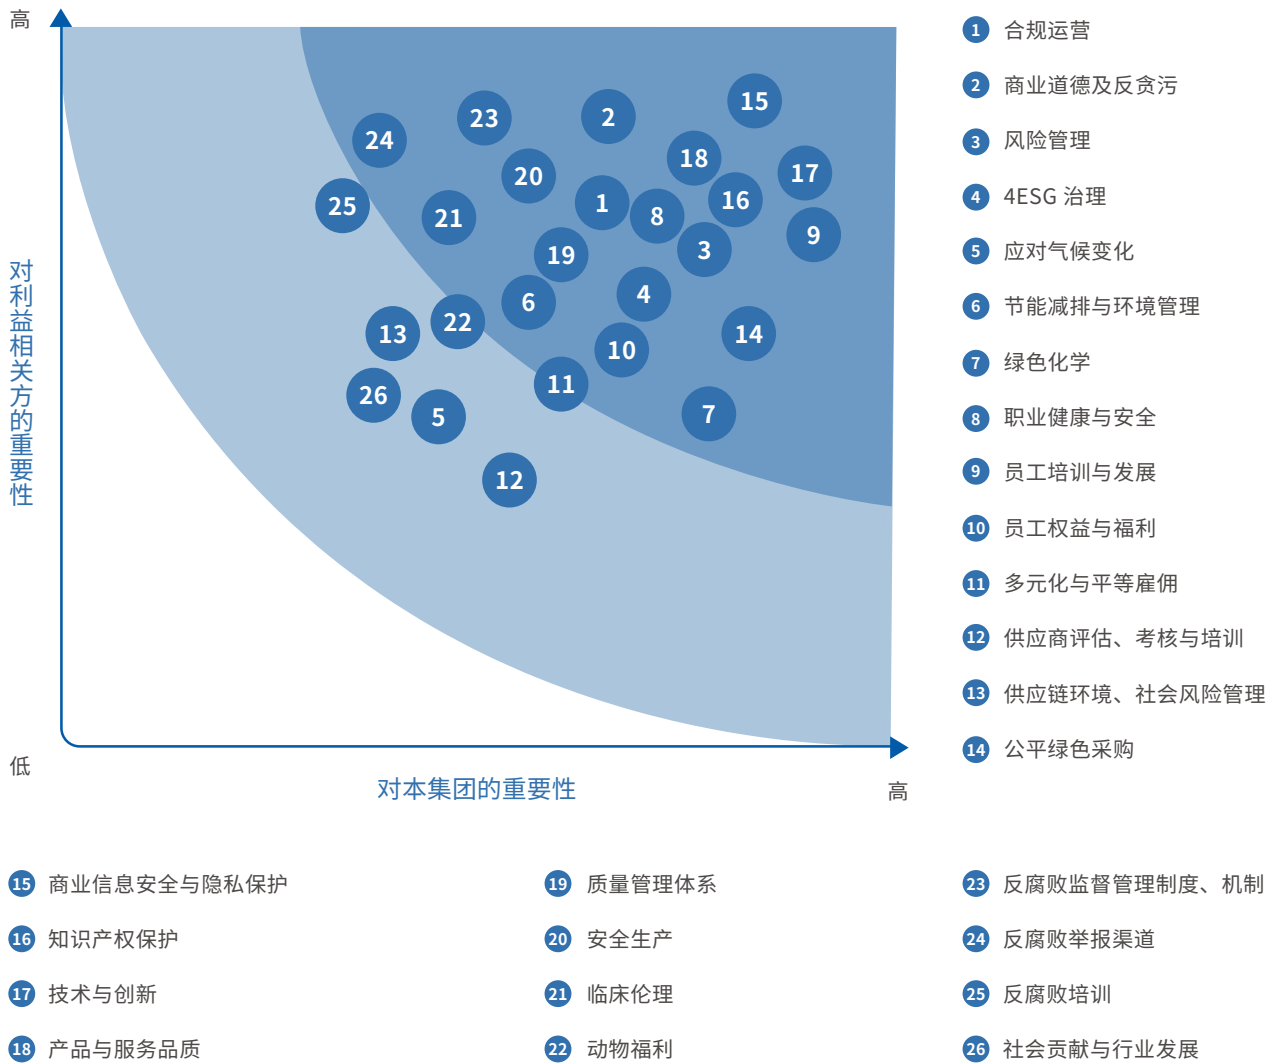 高
15
2
23
24
18
17
20
16
1
25
8
21
9
3
19
4
6
22
13
14
10
11
26
7
5
12
对利益相关方的重要性
低
对本集团的重要性
高
1 合规运营
2 商业道德及反贪污
3 风险管理
4 4ESG 治理
5 应对气候变化
6 节能减排与环境管理
7 绿色化学
8 职业健康与安全
9 员工培训与发展
10 员工权益与福利
11 多元化与平等雇佣
12 供应商评估、考核与培训
13 供应链环境、社会风险管理
14 公平绿色采购
15 商业信息安全与隐私保护
16 知识产权保护
17 技术与创新
18 产品与服务品质
19 质量管理体系
20 安全生产
21 临床伦理
22 动物福利
23 反腐败监督管理制度、机制
24 反腐败举报渠道
25 反腐败培训
26 社会贡献与行业发展